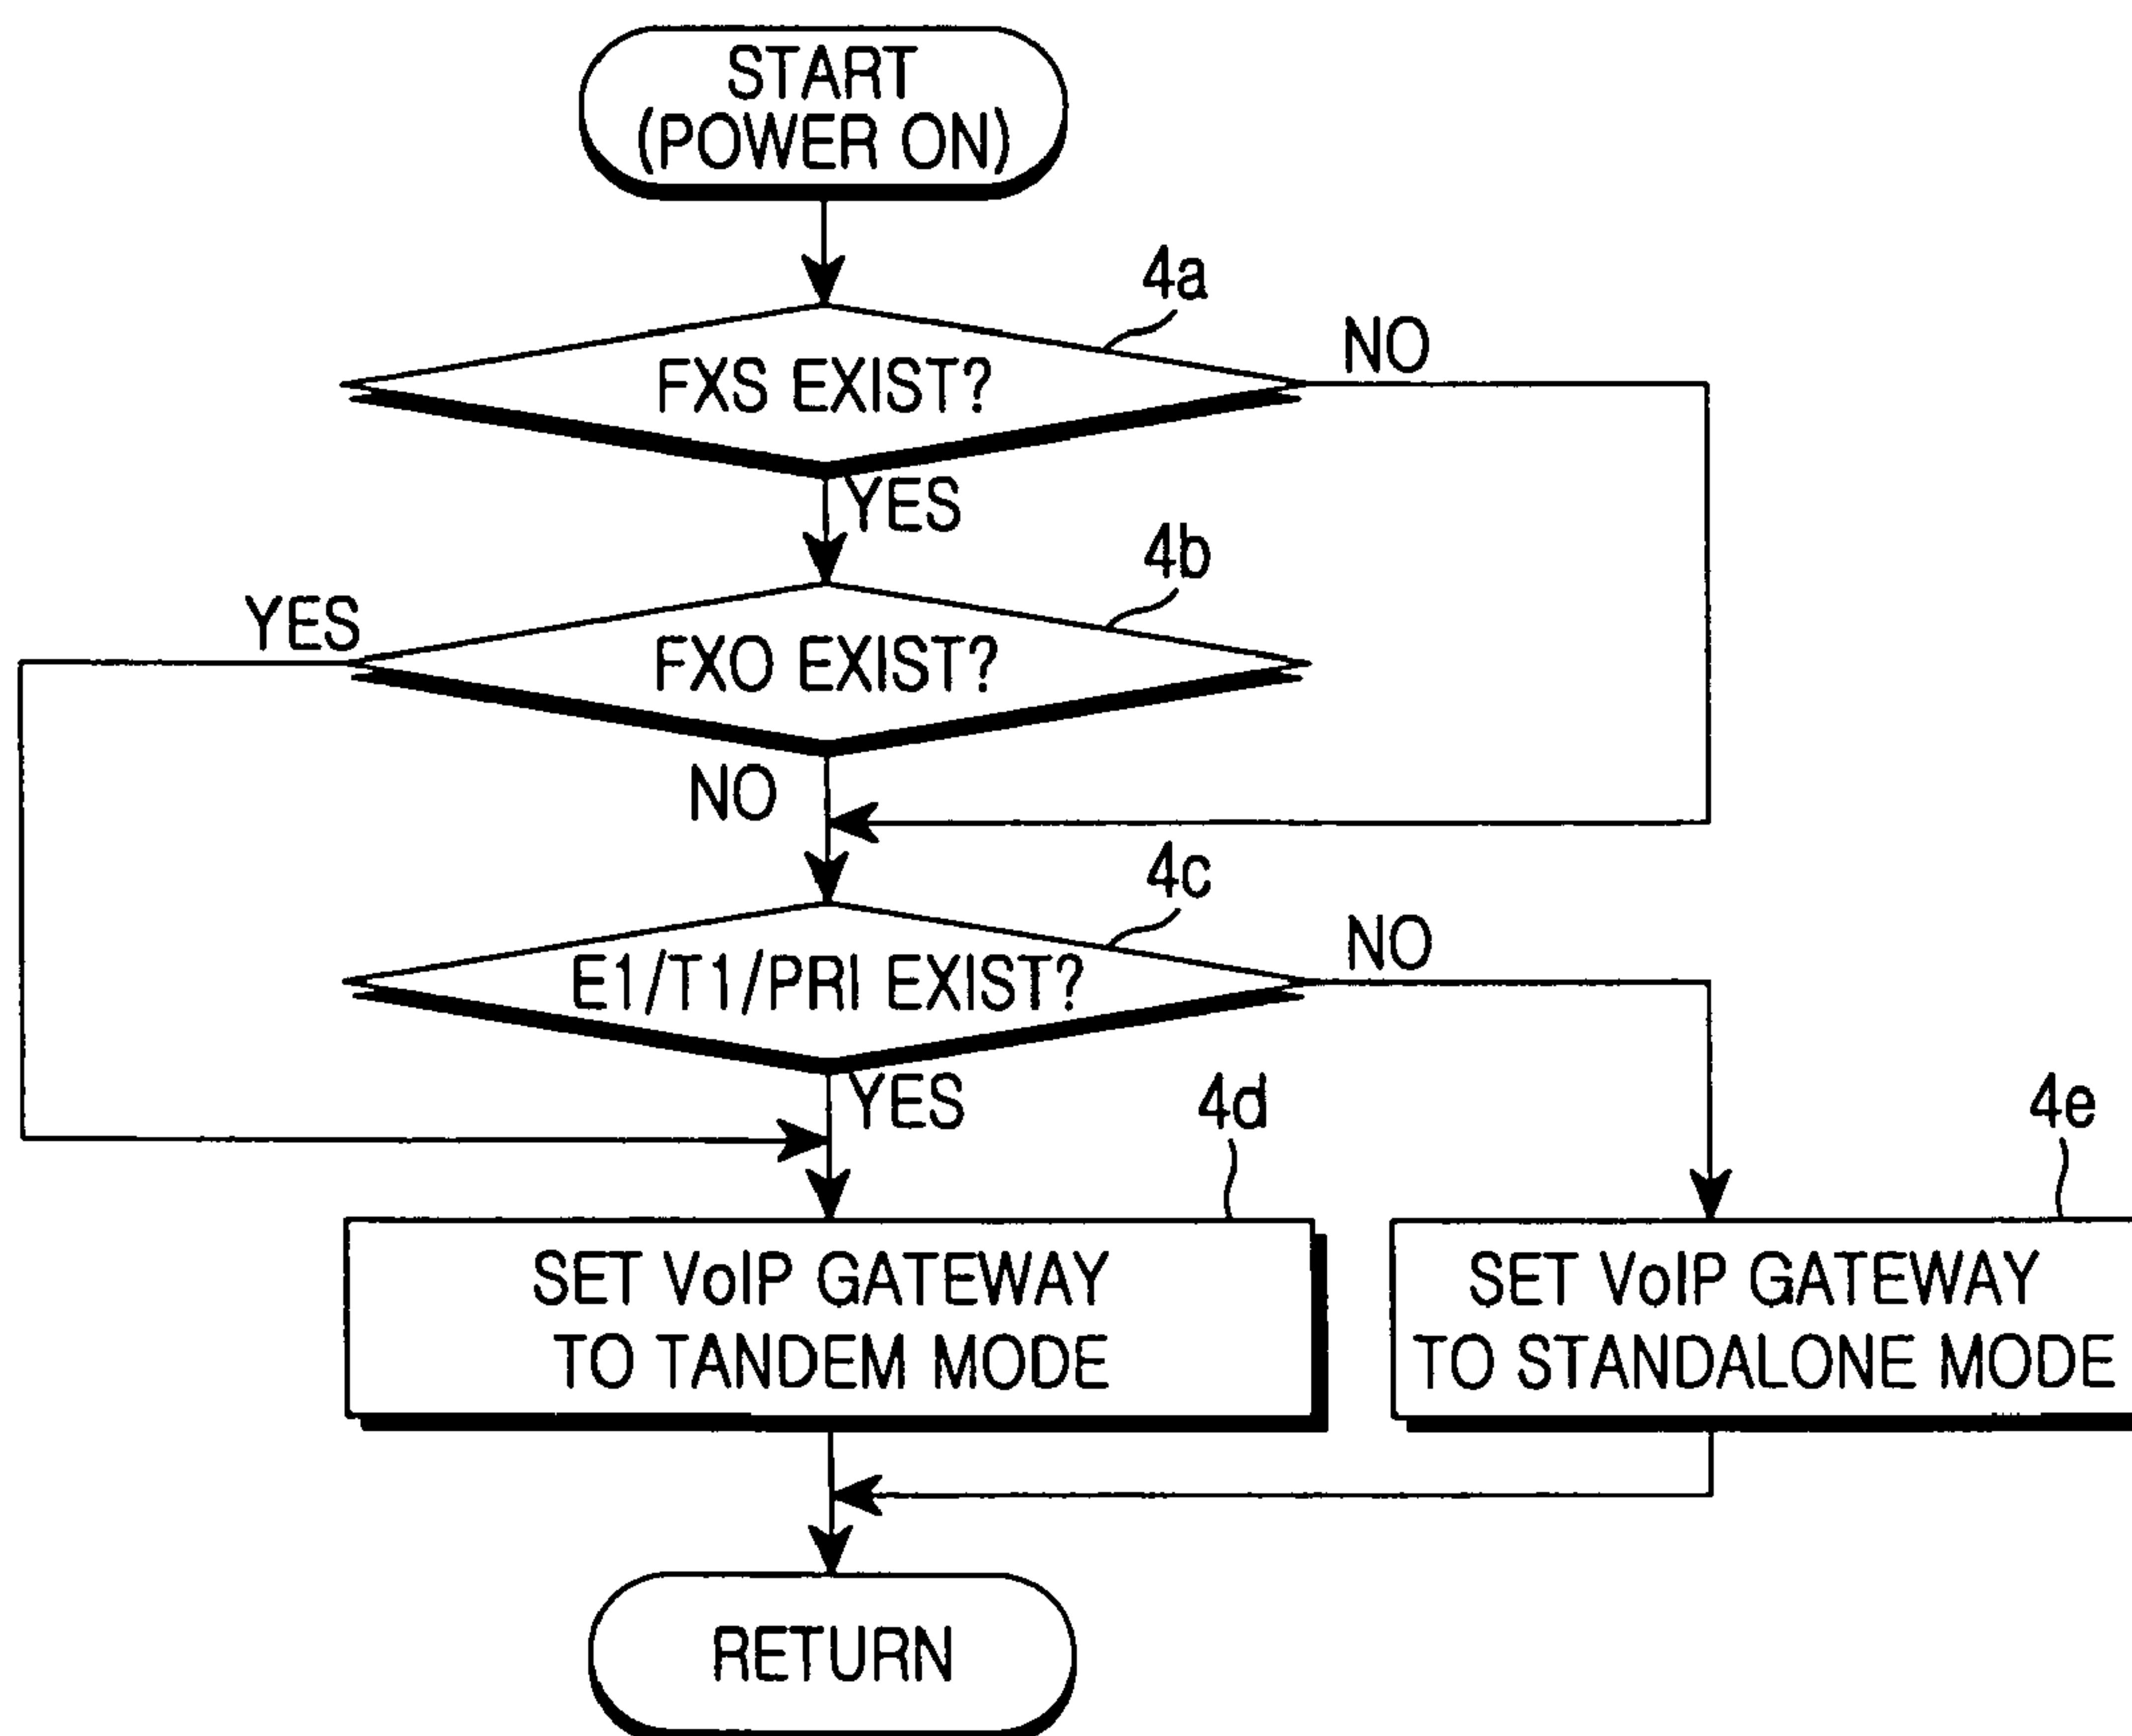 START
(POWER ON)
4a
FXS EXIST?
NO
YES
4b
YES
FXO EXIST?
NO
4c
E1/T1/PRI EXIST?
NO
YES
4d
4e
SET VoIP GATEWAY
TO TANDEM MODE
SET VoIP GATEWAY
TO STANDALONE MODE
RETURN